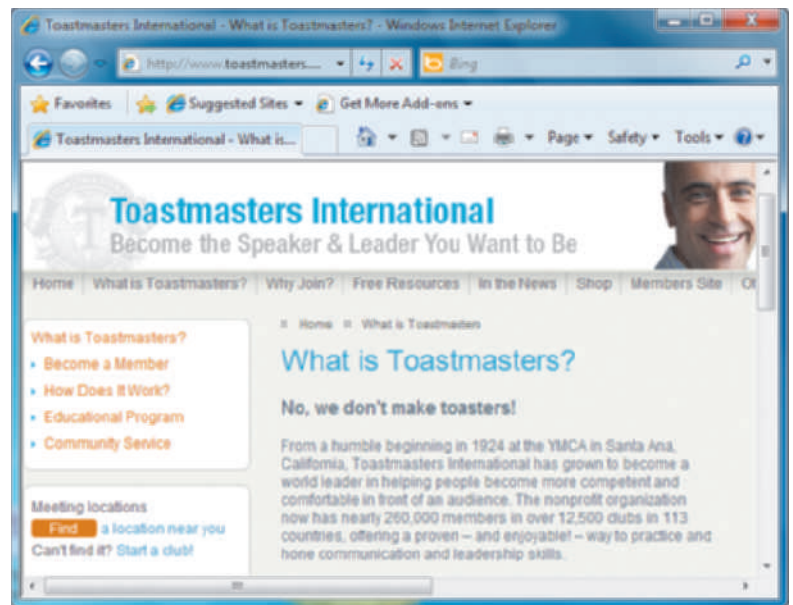 Toastmasters International - What is Toastmasters? - Windows Internet Explorer
http://www.toastmasters.... Bing
Favorites Suggested Sites Get More Add-ons
Toastmasters International - What is... Page Safety Tools
Toastmasters International
Become the Speaker & Leader You Want to Be
Home What is Toastmasters? Why Join? Free Resources In the News Shop Members Site
Home What is Toastmasters
What is Toastmasters?
Become a Member
How Does It Work?
Educational Program
Community Service
Meeting locations
Find a location near you
Can't find it? Start a club!
What is Toastmasters?
No, we don't make toasters!
From a humble beginning in 1924 at the YMCA in Santa Ana,
California, Toastmasters International has grown to become a
world leader in helping people become more competent and
comfortable in front of an audience. The nonprofit organization
now has nearly 260,000 members in over 12,500 clubs in 113
countries, offering a proven – and enjoyable! – way to practice and
hone communication and leadership skills.